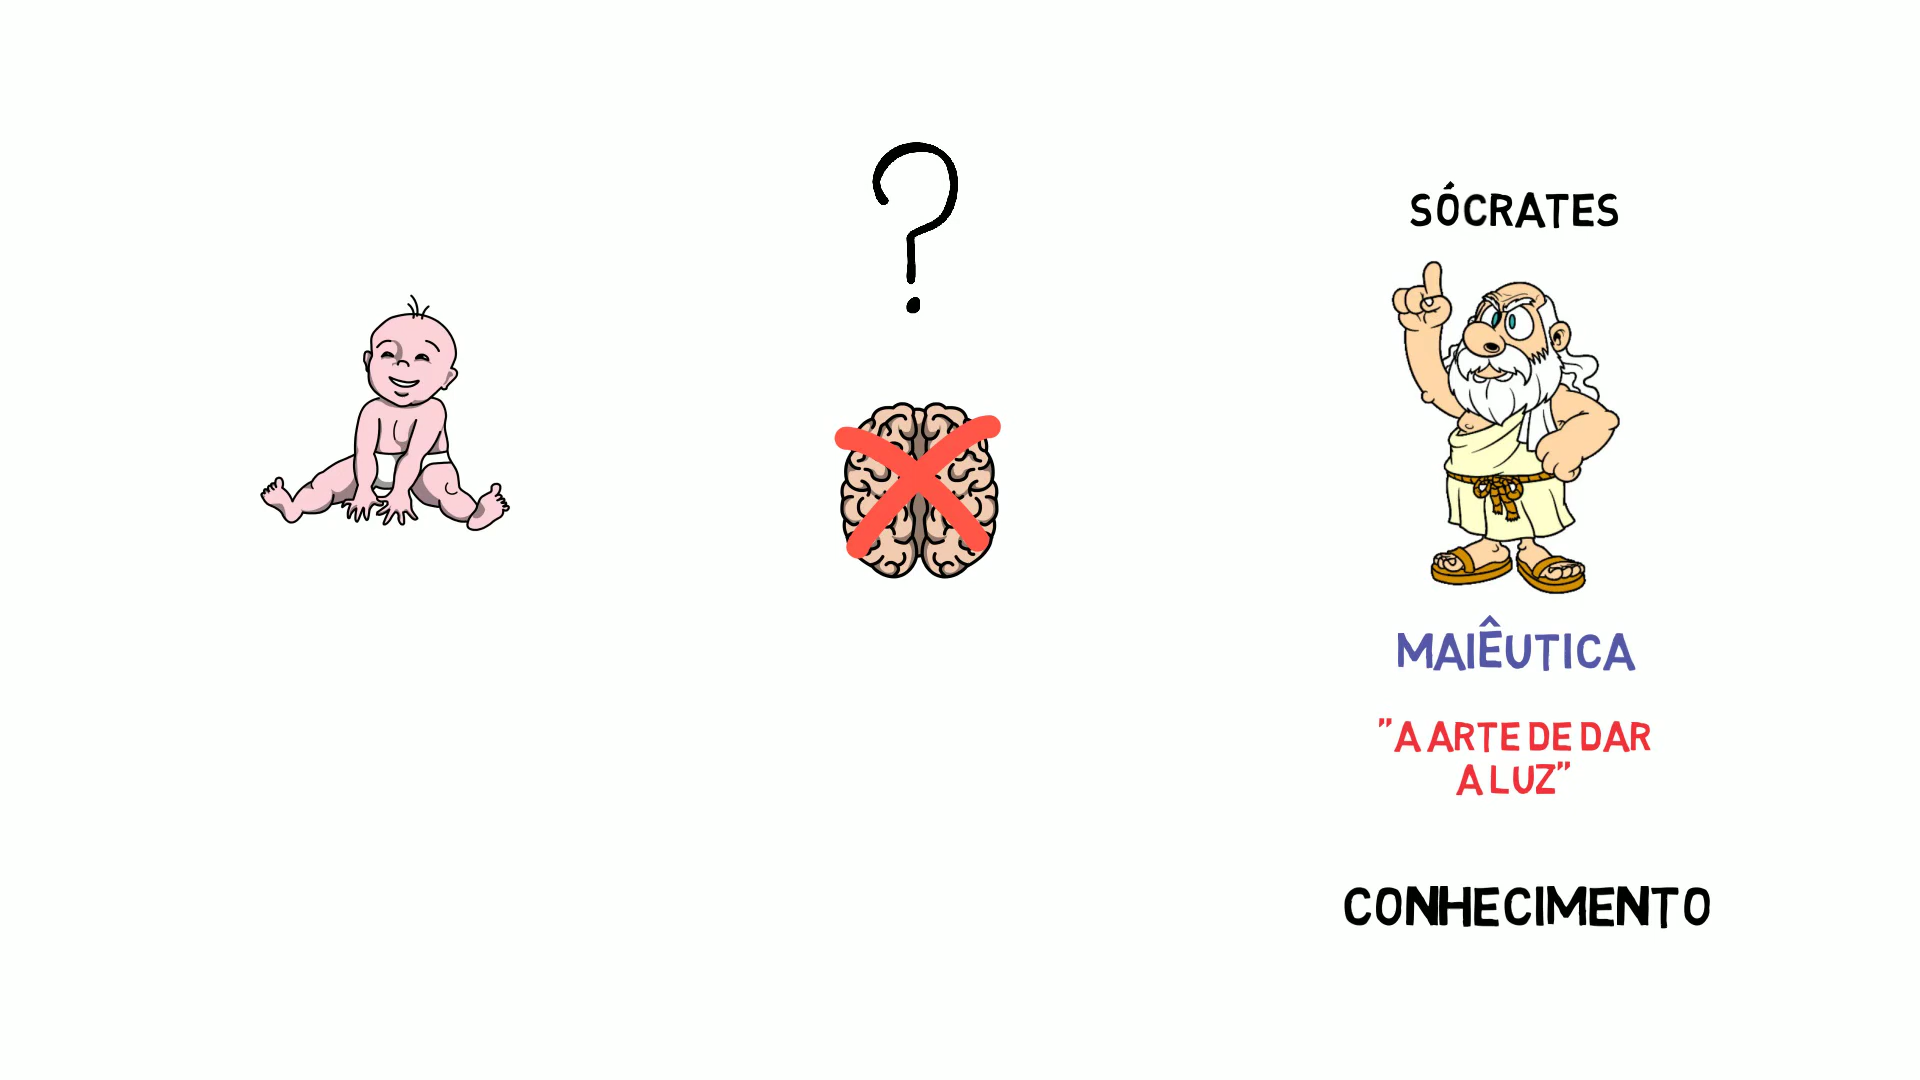 ?
SÓCRATES
MAIÊUTICA
"A ARTE DE DAR
A LUZ"
CONHECIMENTO